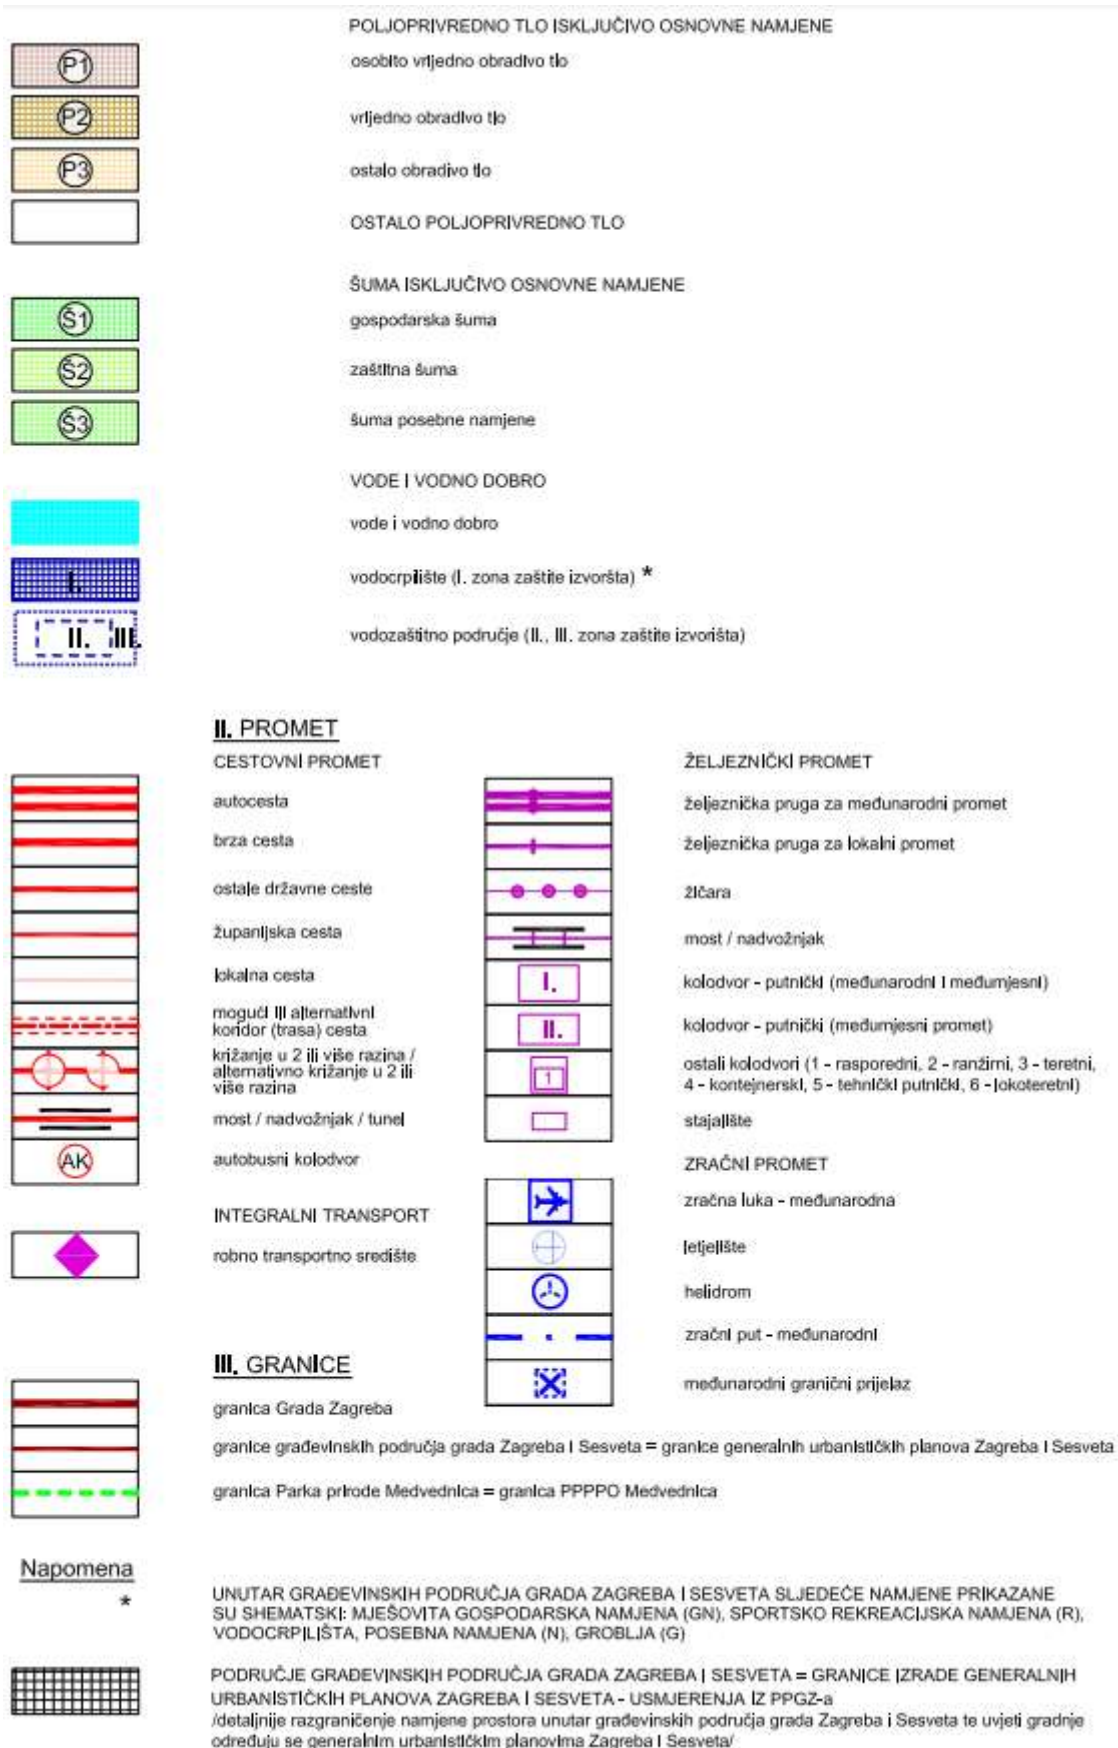 POLJOPRIVREDNO TLO ISKLJUČIVO OSNOVNE NAMJENE
P1 osobito vrijedno obradivo tlo
P2 vrijedno obradivo tlo
P3 ostalo obradivo tlo
OSTALO POLJOPRIVREDNO TLO
ŠUMA ISKLJUČIVO OSNOVNE NAMJENE
Š1 gospodarska šuma
Š2 zaštitna šuma
Š3 šuma posebne namjene
VODE I VODNO DOBRO
vode i vodno dobro
I. vodocrpilište (I. zona zaštite izvoršta) *
II. III. vodozaštitno područje (II., III. zona zaštite izvorišta)
II. PROMET
CESTOVNI PROMET
autocesta
brza cesta
ostale državne ceste
županijska cesta
lokalna cesta
mogući ili alternativni
koridor (trasa) cesta
križanje u 2 ili više razina /
alternativno križanje u 2 ili
više razina
most / nadvožnjak / tunel
AK autobusni kolodvor
INTEGRALNI TRANSPORT
robno transportno središte
ŽELJEZNIČKI PROMET
željeznička pruga za međunarodni promet
željeznička pruga za lokalni promet
žičara
most / nadvožnjak
I. kolodvor - putnički (međunarodni i međumjesni)
II. kolodvor - putnički (međumjesni promet)
1 ostali kolodvori (1 - rasporedni, 2 - ranžirni, 3 - teretni,
4 - kontejnerski, 5 - tehnički putnički, 6 - lokoteretni)
stajalište
ZRAČNI PROMET
zračna luka - međunarodna
letjelište
helidrom
zračni put - međunarodni
međunarodni granični prijelaz
III. GRANICE
granica Grada Zagreba
granice građevinskih područja grada Zagreba i Sesveta = granice generalnih urbanističkih planova Zagreba i Sesveta
granica Parka prirode Medvednica = granica PPPPO Medvednica
Napomena
* UNUTAR GRAĐEVINSKIH PODRUČJA GRADA ZAGREBA I SESVETA SLJEDEĆE NAMJENE PRIKAZANE
SU SHEMATSKI: MJEŠOVITA GOSPODARSKA NAMJENA (GN), SPORTSKO REKREACIJSKA NAMJENA (R),
VODOCRPILIŠTA, POSEBNA NAMJENA (N), GROBLJA (G)
PODRUČJE GRAĐEVINSKIH PODRUČJA GRADA ZAGREBA I SESVETA = GRANICE IZRADE GENERALNIH
URBANISTIČKIH PLANOVA ZAGREBA I SESVETA - USMJERENJA IZ PPGZ-a
/detaljnije razgraničenje namjene prostora unutar građevinskih područja grada Zagreba i Sesveta te uvjeti gradnje
određuju se generalnim urbanističkim planovima Zagreba i Sesveta/